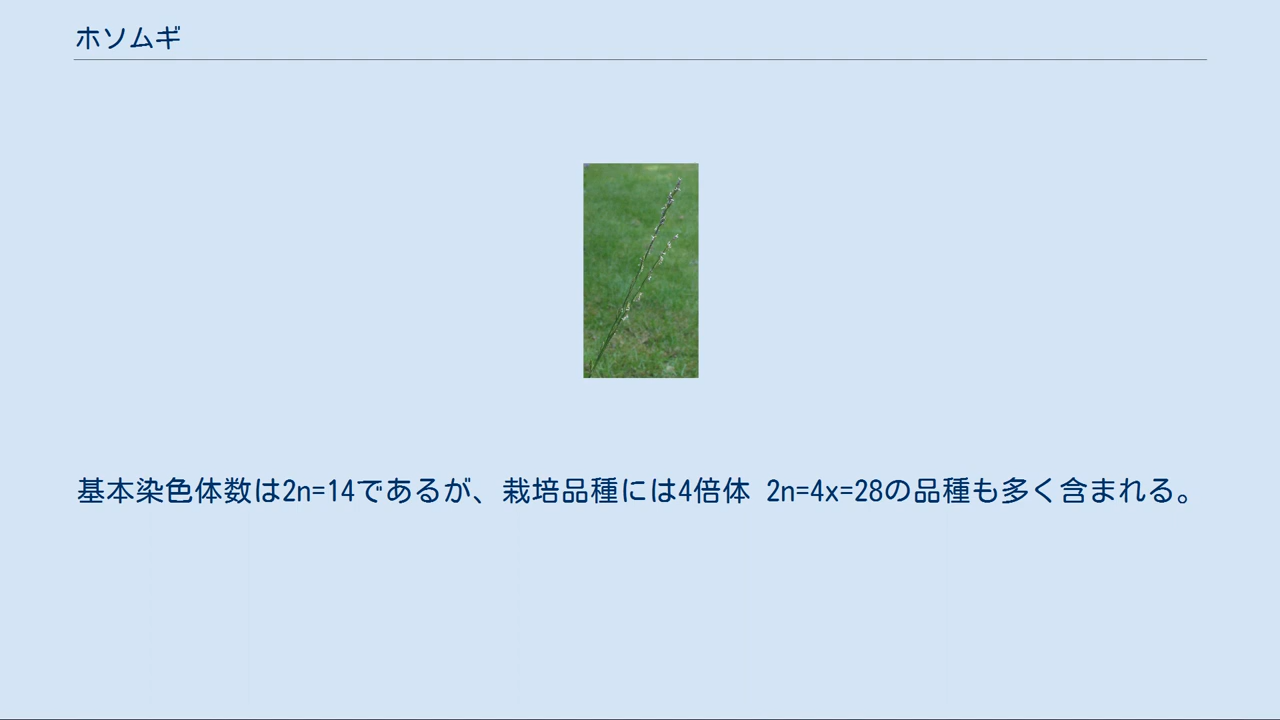 ホソムギ
基本染色体数は2n=14であるが、栽培品種には4倍体 2n=4x=28の品種も多く含まれる。